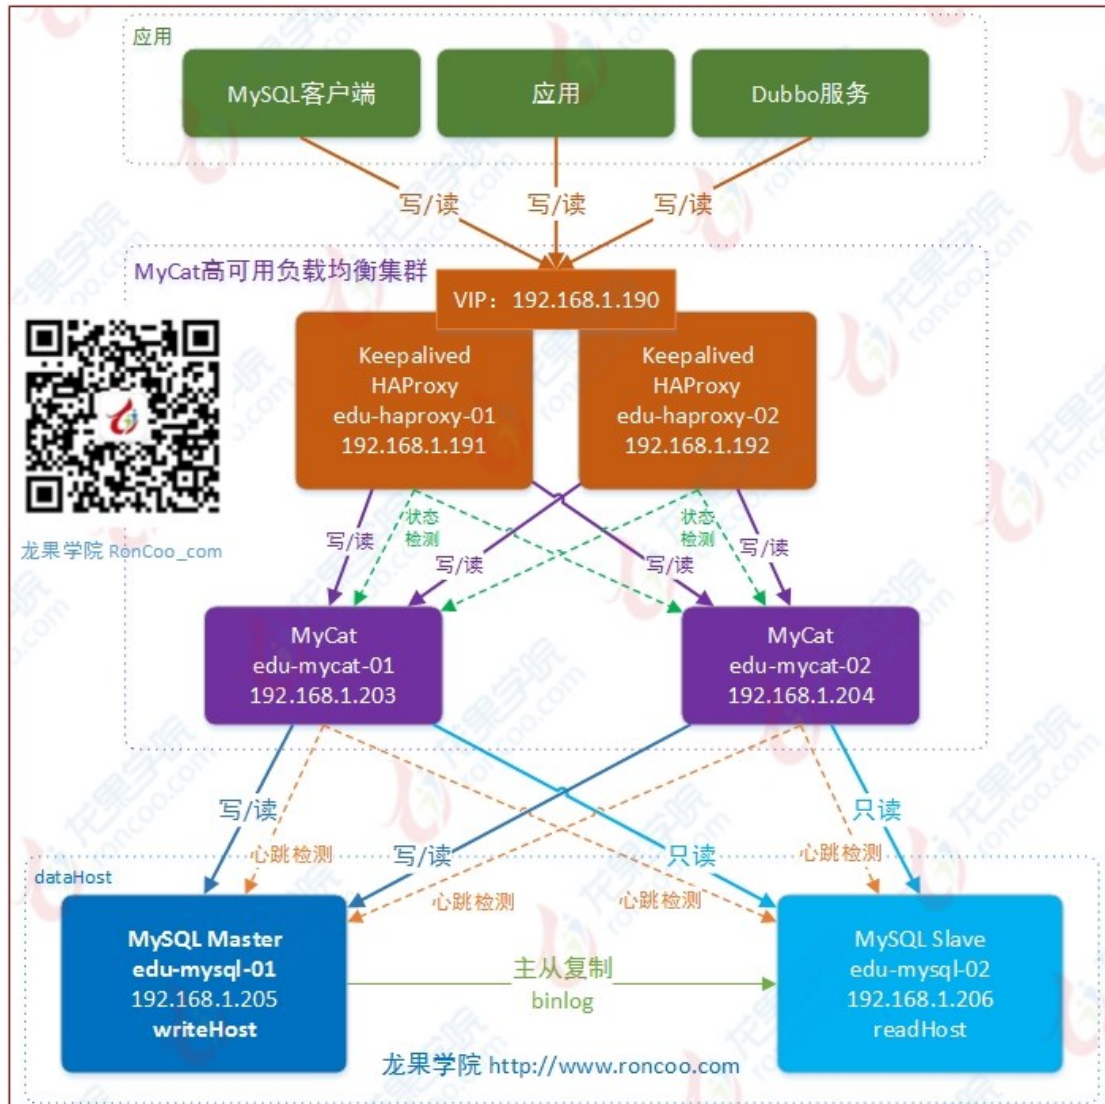 应用
MySQL客户端
应用
Dubbo服务
写/读
写/读
写/读
MyCat高可用负载均衡集群
VIP：192.168.1.190
Keepalived
HAProxy
edu-haproxy-01
192.168.1.191
Keepalived
HAProxy
edu-haproxy-02
192.168.1.192
龙果学院 RonCoo_com
写/读
状态
检测
写/读
写/读
状态
检测
写/读
MyCat
edu-mycat-01
192.168.1.203
MyCat
edu-mycat-02
192.168.1.204
写/读
心跳检测
写/读
心跳检测
只读
心跳检测
只读
心跳检测
dataHost
MySQL Master
edu-mysql-01
192.168.1.205
writeHost
主从复制
binlog
MySQL Slave
edu-mysql-02
192.168.1.206
readHost
龙果学院 http://www.roncoo.com
龙果学院
roncoo.com